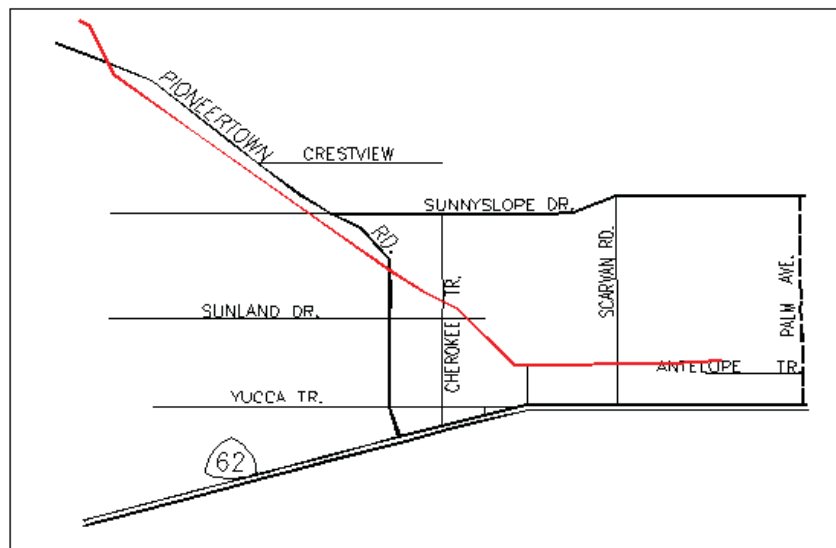 PIONEERTOWN
RD.
CRESTVIEW
SUNNYSLOPE DR.
SCARVAN RD.
PALM AVE.
CHEROKEE TR.
SUNLAND DR.
ANTELOPE TR.
YUCCA TR.
62